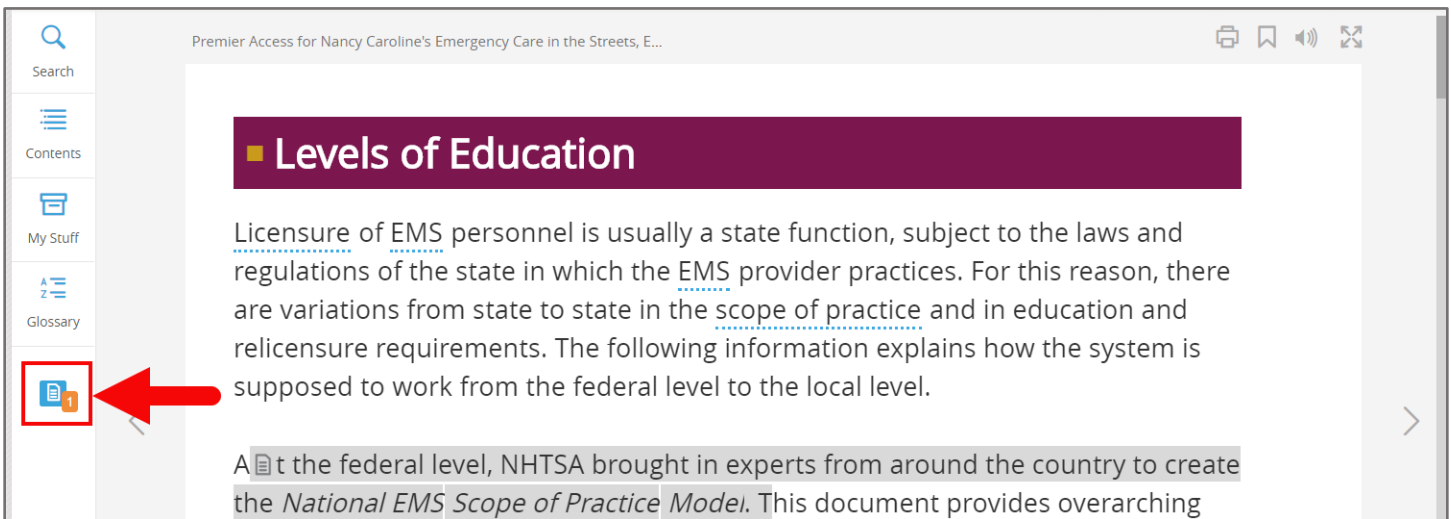 Search
Contents
My Stuff
A
Z
Glossary
1
Premier Access for Nancy Caroline's Emergency Care in the Streets, E...
Levels of Education
Licensure of EMS personnel is usually a state function, subject to the laws and
regulations of the state in which the EMS provider practices. For this reason, there
are variations from state to state in the scope of practice and in education and
relicensure requirements. The following information explains how the system is
supposed to work from the federal level to the local level.
At the federal level, NHTSA brought in experts from around the country to create
the National EMS Scope of Practice Model. This document provides overarching